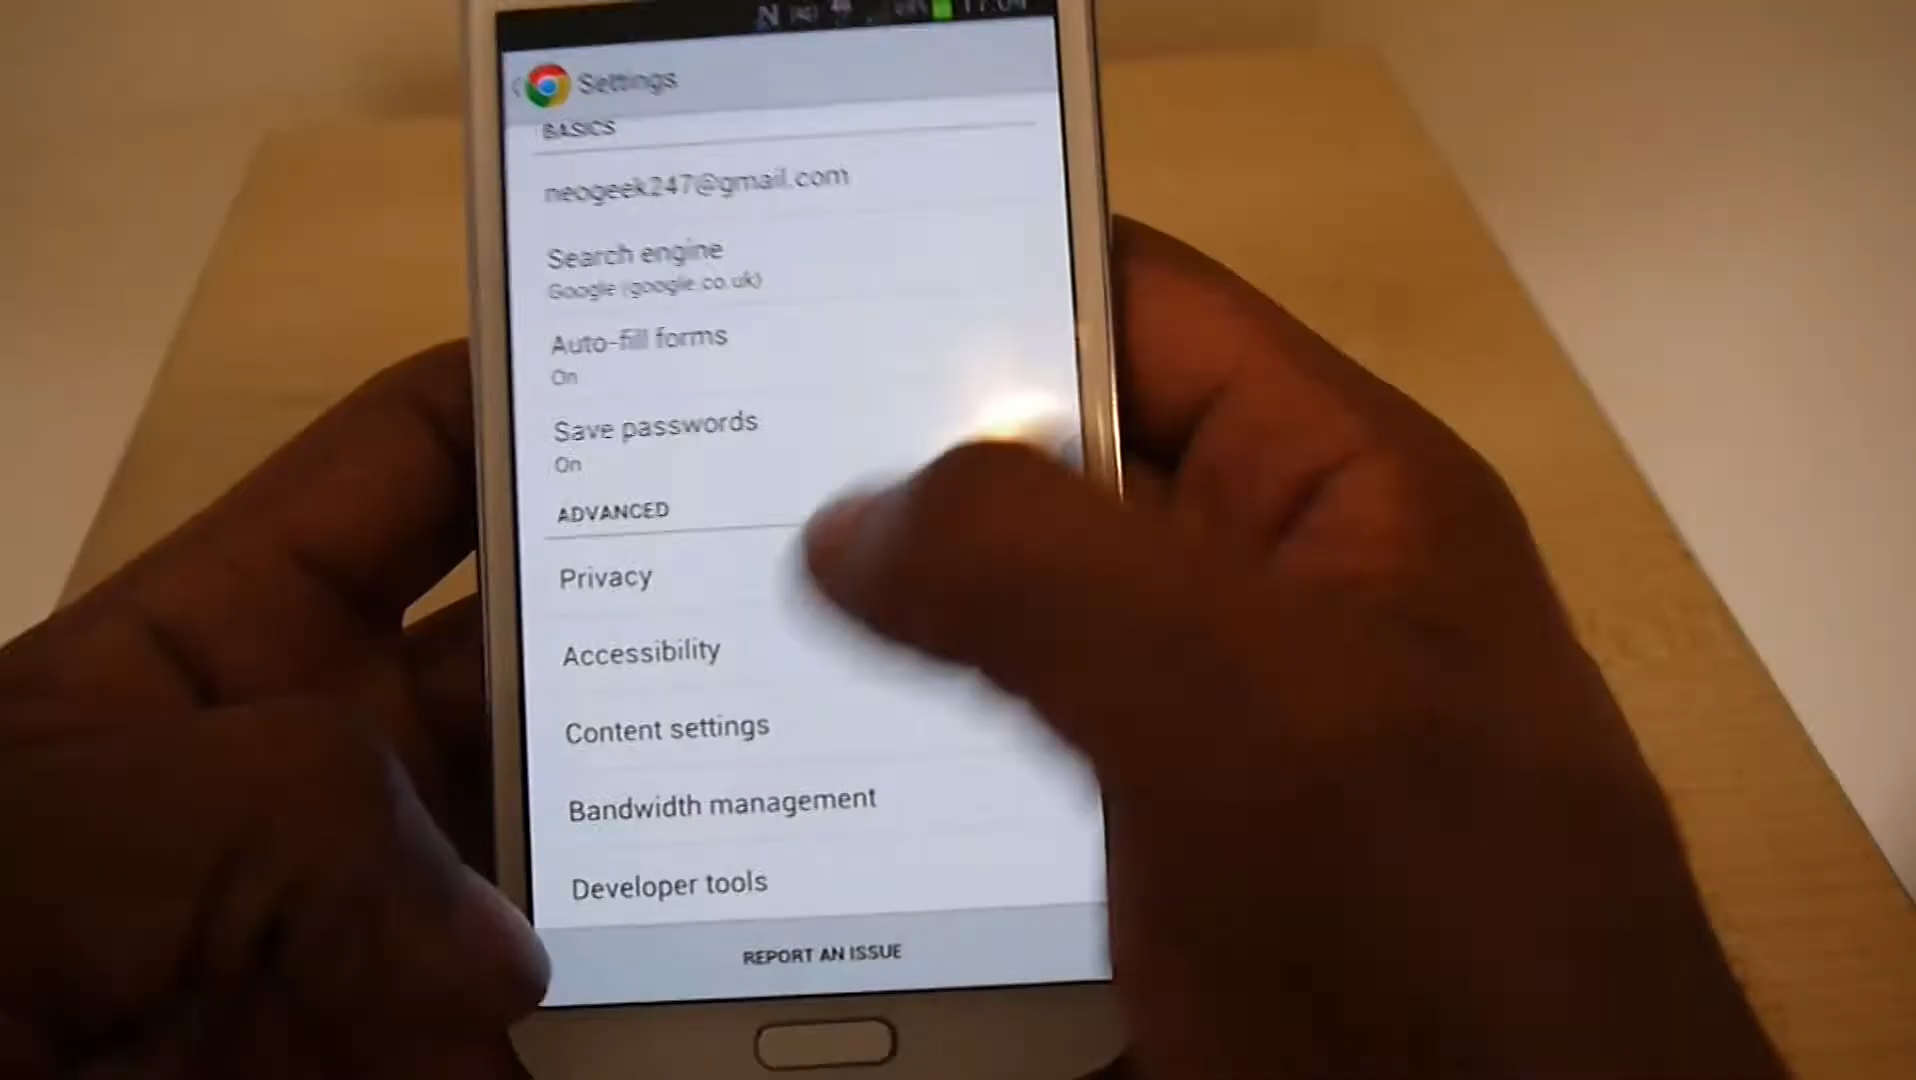 Settings
BASICS
neogeek247@gmail.com
Search engine
Google (google.co.uk)
Auto-fill forms
On
Save passwords
On
ADVANCED
Privacy
Accessibility
Content settings
Bandwidth management
Developer tools
REPORT AN ISSUE